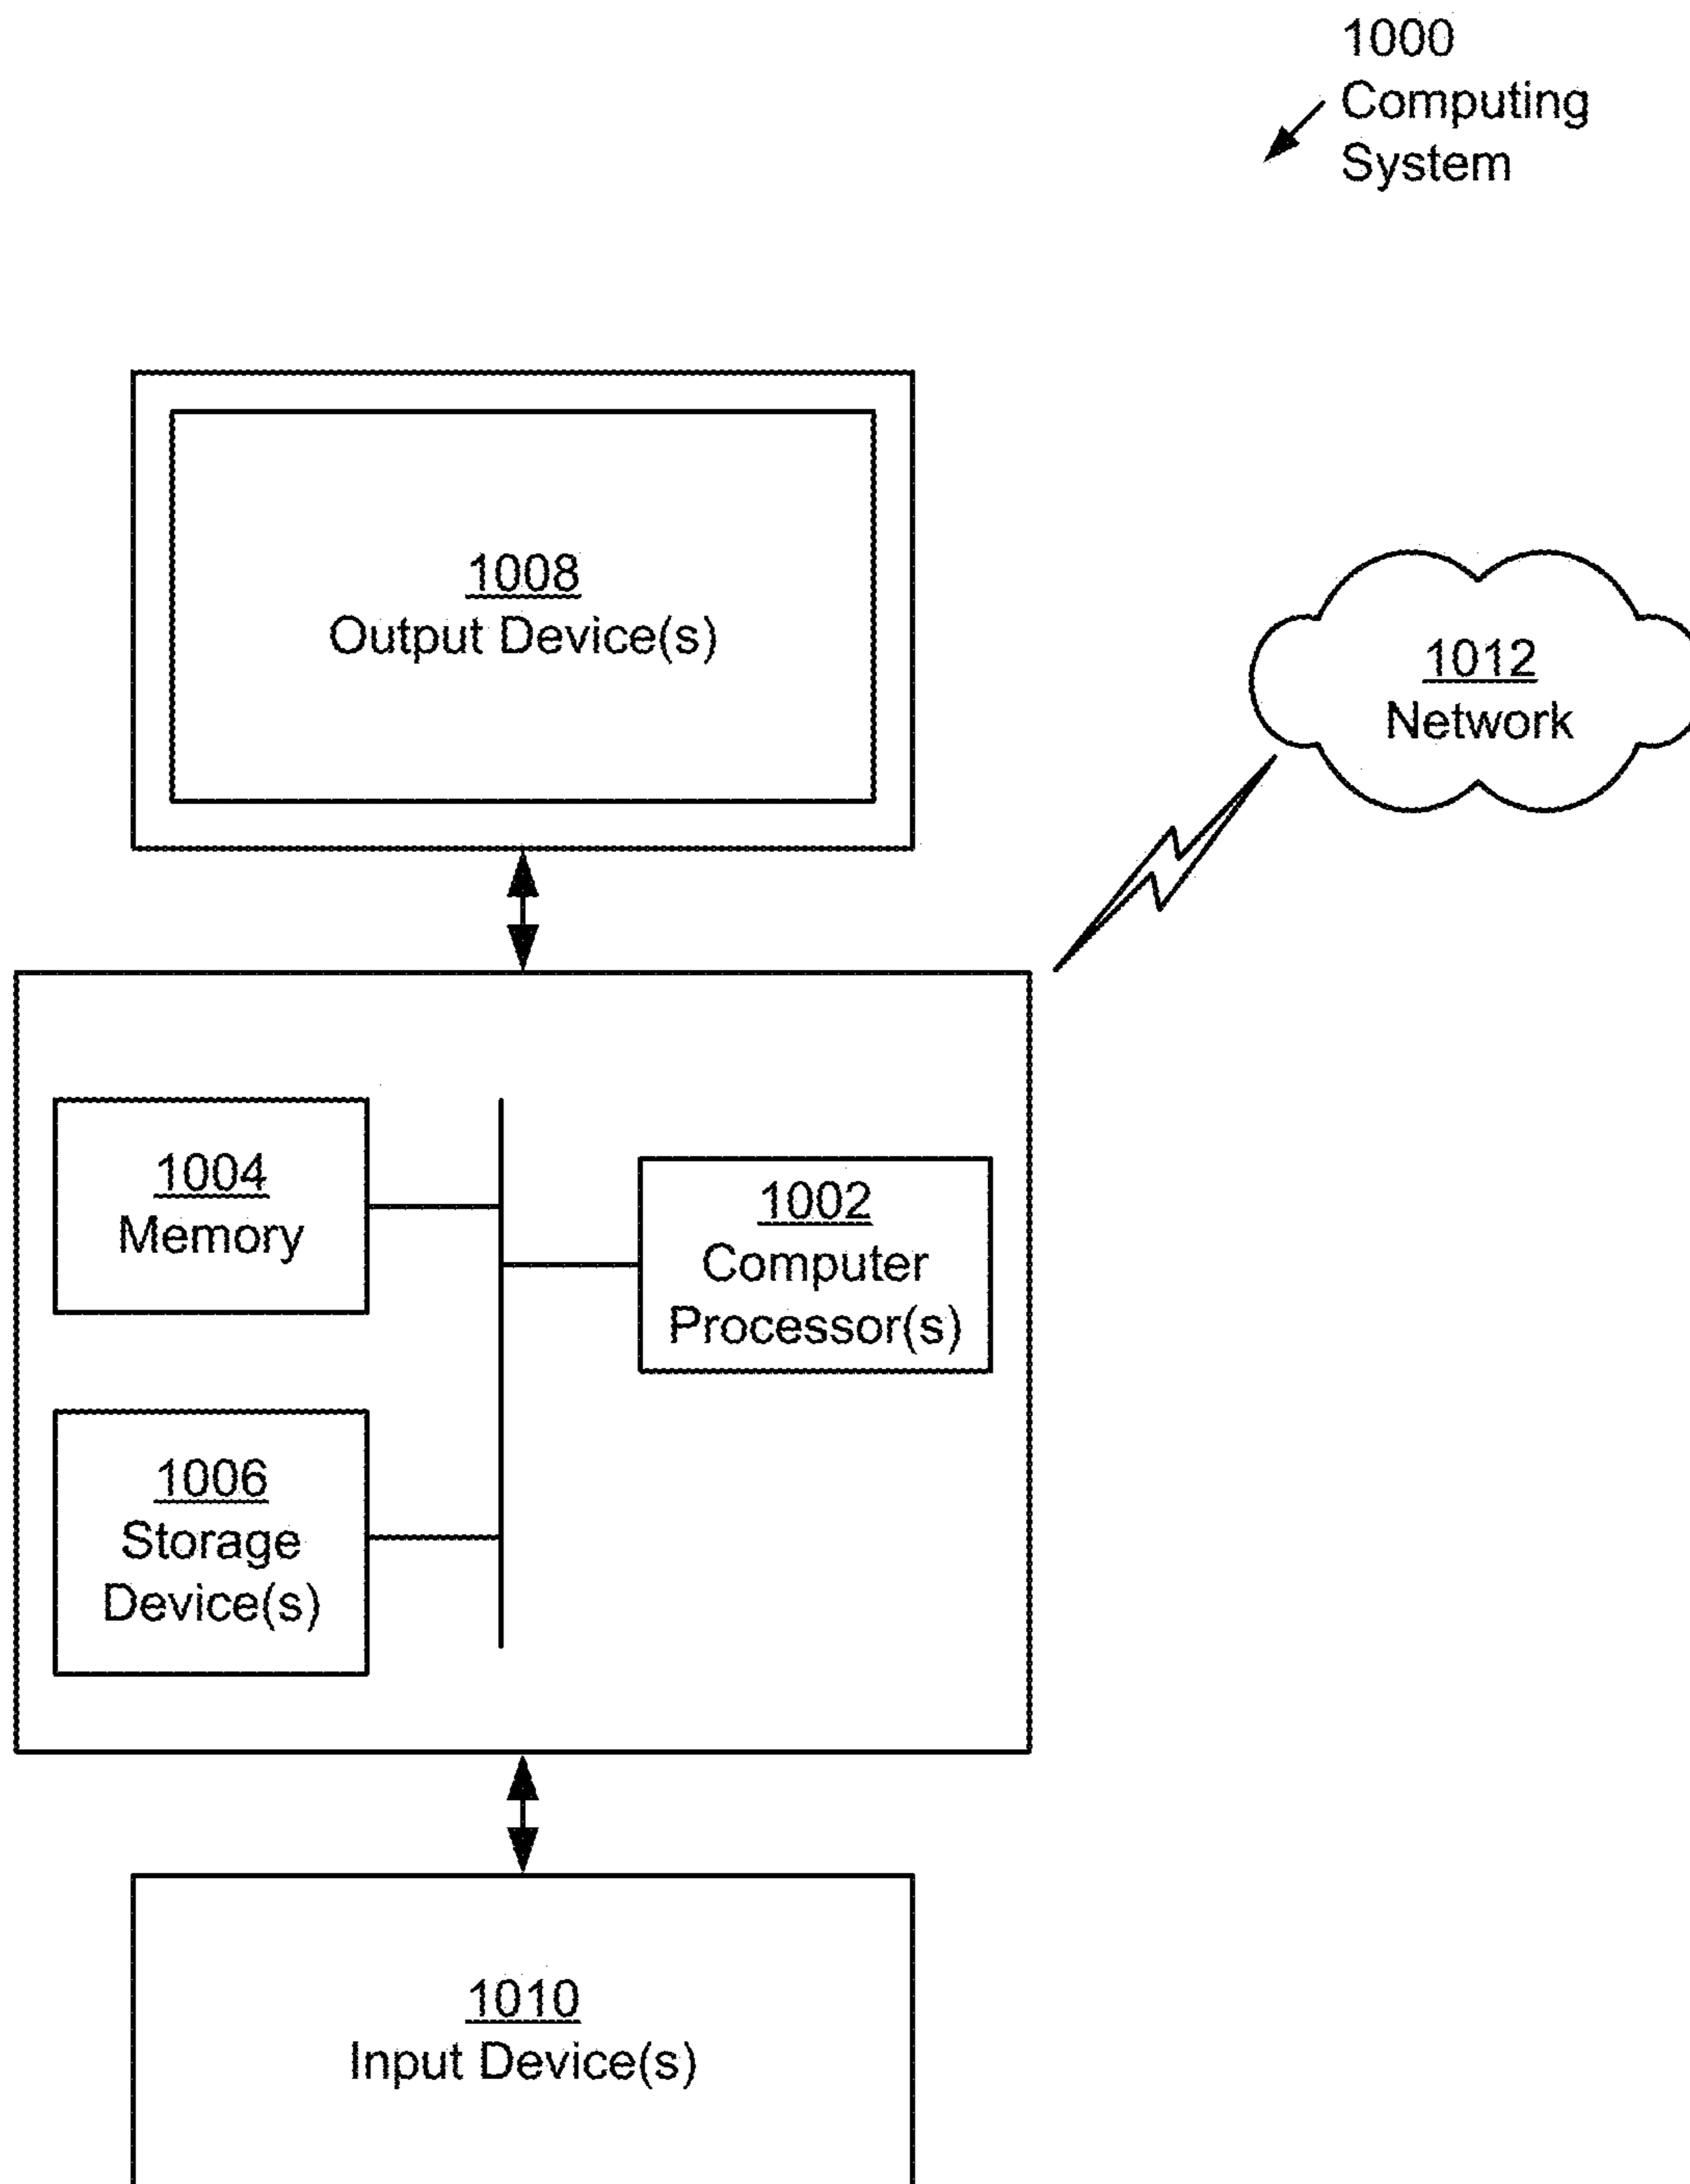 1000
Computing
System
1008
Output Device(s)
1012
Network
1004
Memory
1002
Computer
Processor(s)
1006
Storage
Device(s)
1010
Input Device(s)